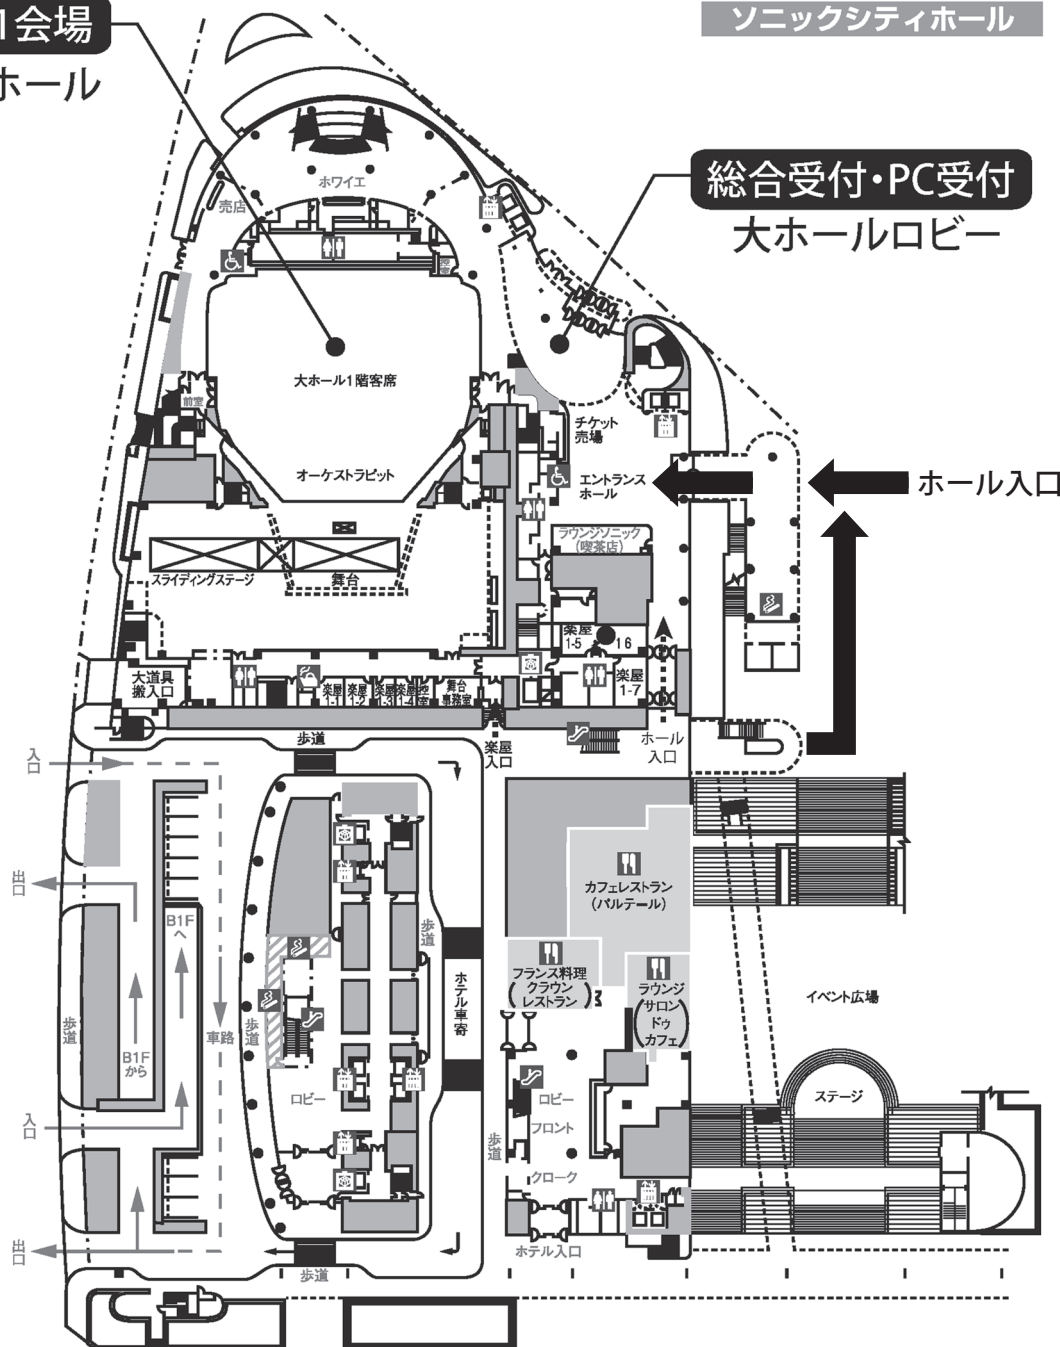 1会場
ホール
ソニックシティホール
総合受付・PC受付
大ホールロビー
ホワイエ
売店
控室
大ホール1階客席
前室
チケット
売場
オーケストラピット
エントランス
ホール
ホール入口
ラウンジソニック
(喫茶店)
スライディングステージ
舞台
楽屋
1-5
1 6
大道具
搬入口
楽屋
1-1
楽屋
1-2
楽屋
1-3
楽屋
1-4
控室
舞台
事務室
楽屋
1-7
歩道
楽屋
入口
ホール
入口
入口
出口
B1F
へ
歩道
カフェレストラン
(パルテール)
フランス料理
(クラウン
レストラン)
ラウンジ
(サロン
ドゥ
カフェ)
イベント広場
ホテル車寄
歩道
B1F
から
車路
歩道
ロビー
入口
ロビー
フロント
歩道
クローク
ステージ
出口
歩道
ホテル入口